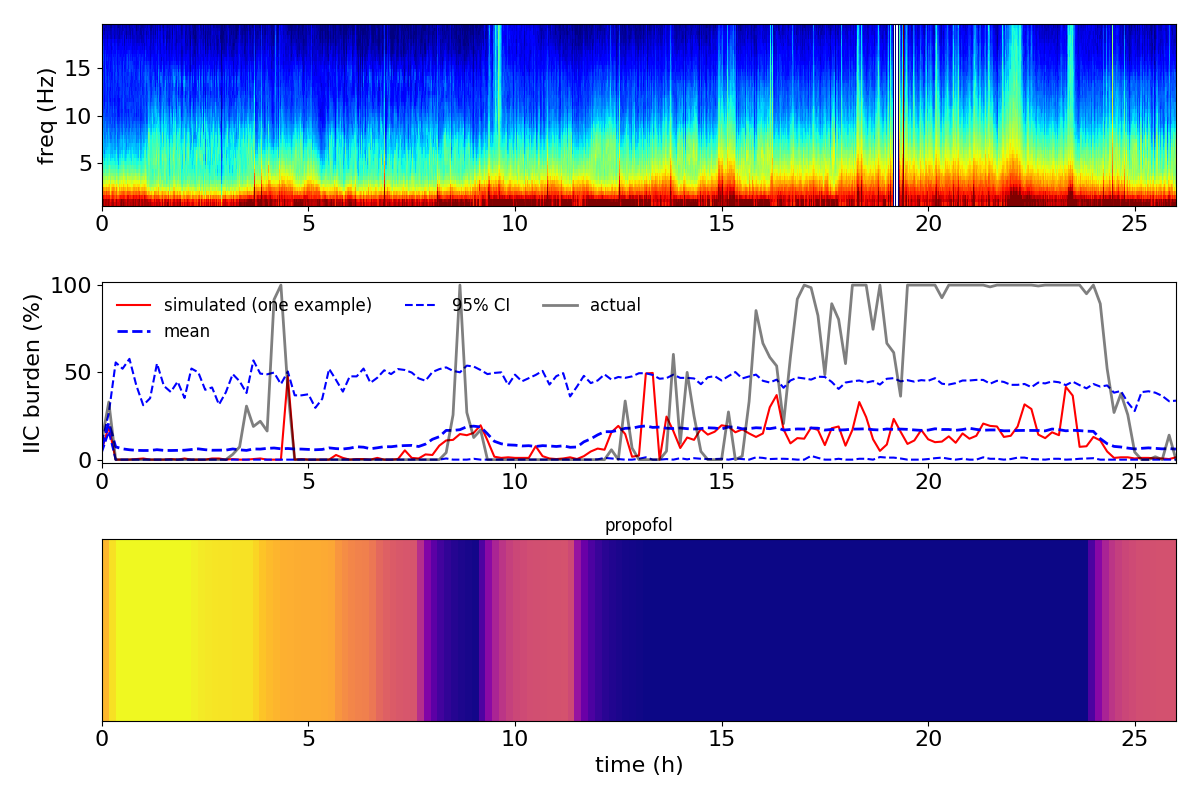 freq (Hz)
15
10
5
0 5 10 15 20 25
IIC burden (%)
100
50
0
simulated (one example) 95% CI actual
mean
0 5 10 15 20 25
propofol
0 5 10 15 20 25
time (h)